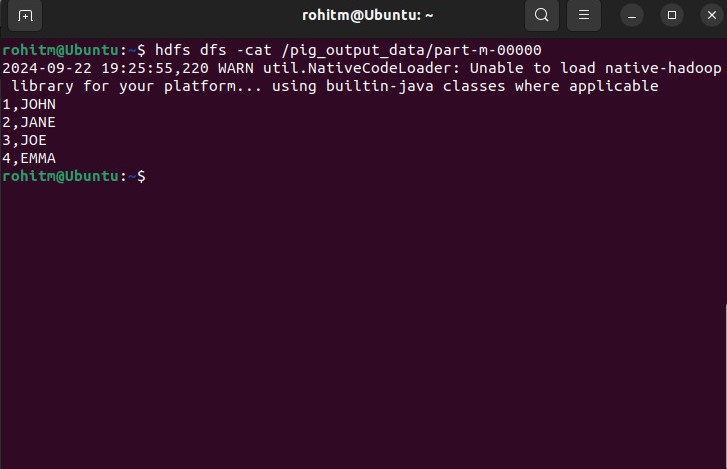 rohitm@Ubuntu: ~
rohitm@Ubuntu:~$ hdfs dfs -cat /pig_output_data/part-m-00000
2024-09-22 19:25:55,220 WARN util.NativeCodeLoader: Unable to load native-hadoop
 library for your platform... using builtin-java classes where applicable
1,JOHN
2,JANE
3,JOE
4,EMMA
rohitm@Ubuntu:~$